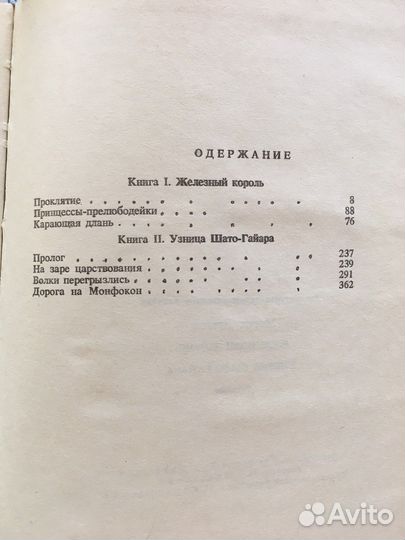 ОДЕРЖАНИЕ
Книга I. Железный король
Проклятие 8
Принцессы-прелюбодейки 88
Карающая длань 76
Книга II. Узница Шато-Гайара
Пролог 237
На заре царствования 239
Волки перегрызлись 291
Дорога на Монфокон 362
Avito